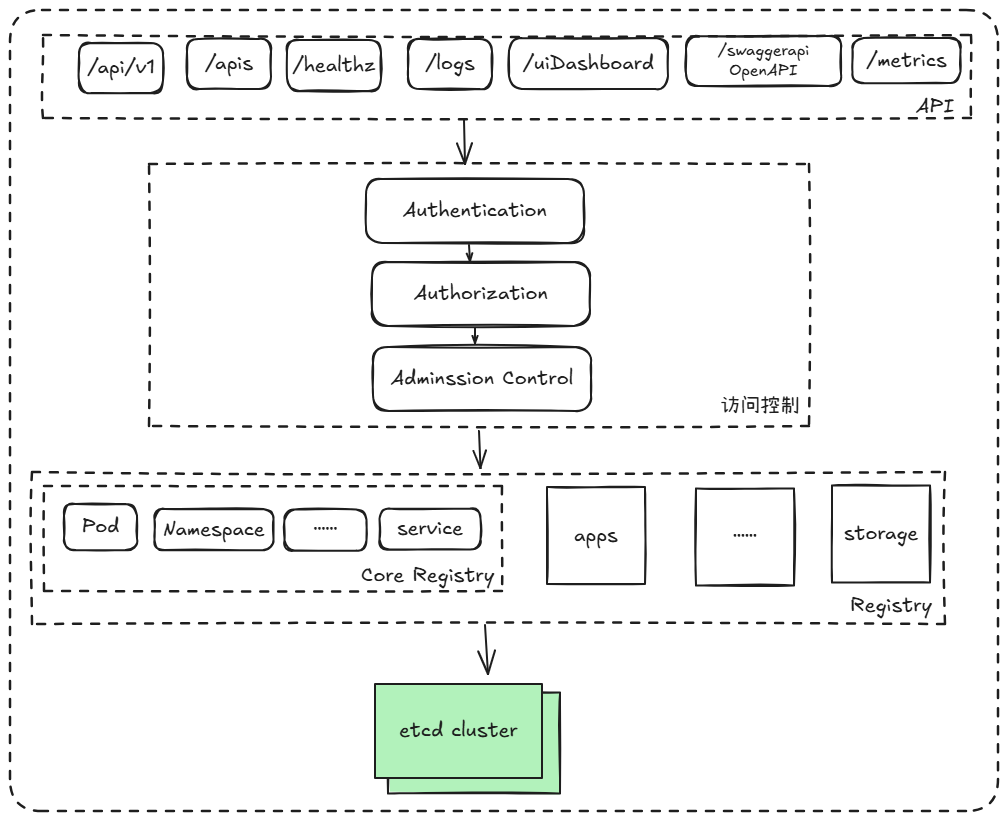 /api/v1
/apis
/healthz
/logs
/uiDashboard
/swaggerapi
OpenAPI
/metrics
API
Authentication
Authorization
Adminssion Control
访问控制
Pod
Namespace
......
service
Core Registry
apps
......
storage
Registry
etcd cluster